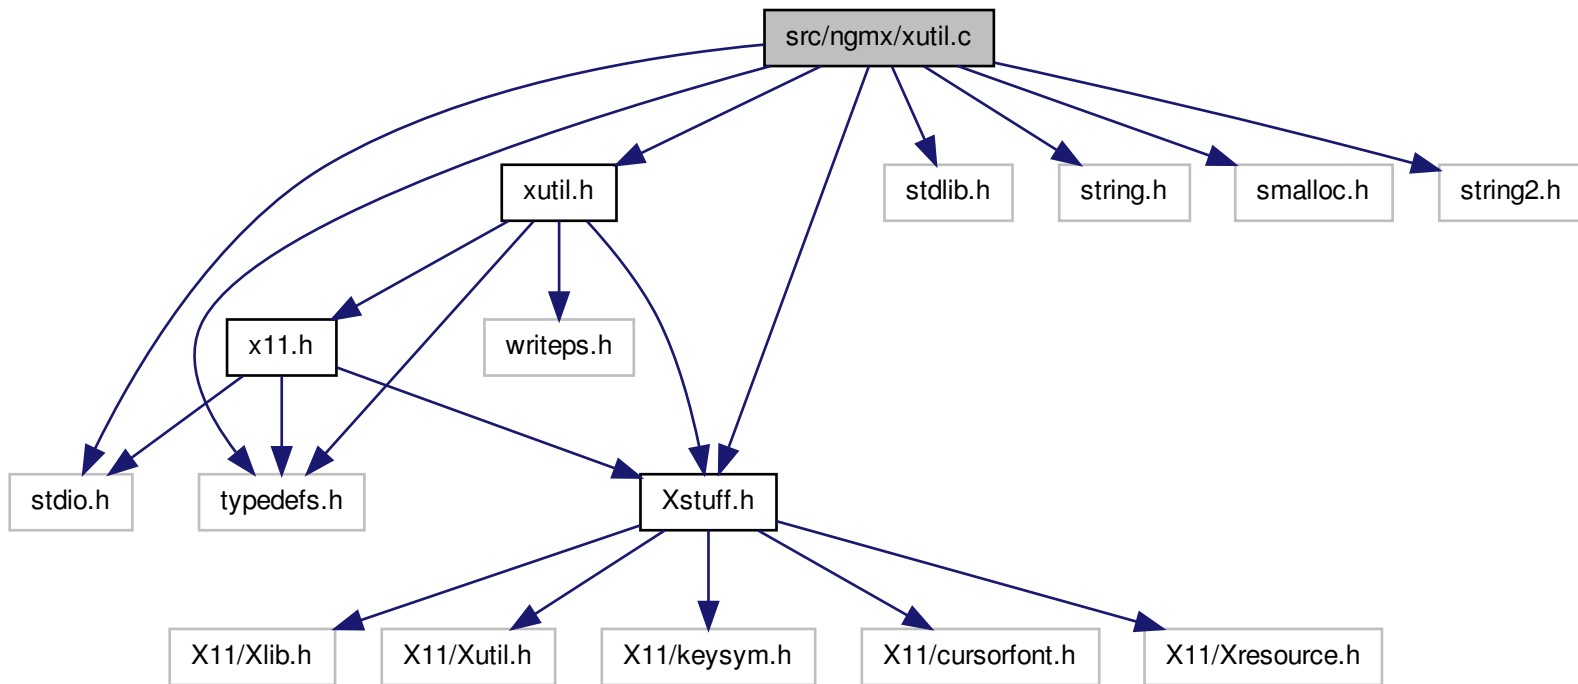 src/ngmx/xutil.c
xutil.h
stdlib.h
string.h
smalloc.h
string2.h
x11.h
writeps.h
stdio.h
typedefs.h
Xstuff.h
X11/Xlib.h
X11/Xutil.h
X11/keysym.h
X11/cursorfont.h
X11/Xresource.h